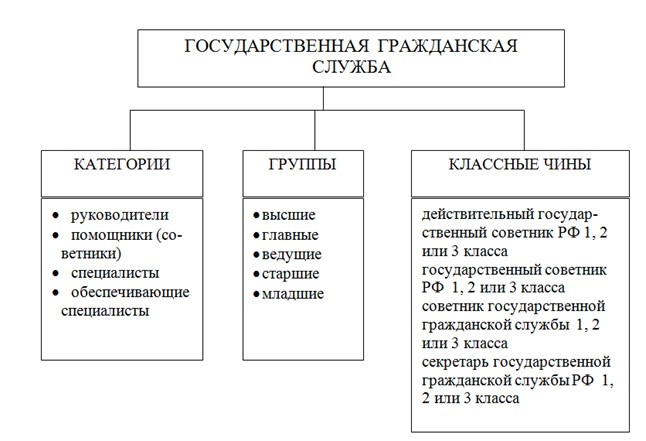 ГОСУДАРСТВЕННАЯ ГРАЖДАНСКАЯ
СЛУЖБА
КАТЕГОРИИ
• руководители
• помощники (со-
ветники)
• специалисты
• обеспечивающие
специалисты
ГРУППЫ
• высшие
• главные
• ведущие
• старшие
• младшие
КЛАССНЫЕ ЧИНЫ
действительный государ-
ственный советник РФ 1, 2
или 3 класса
государственный советник
РФ 1, 2 или 3 класса
советник государственной
гражданской службы 1, 2
или 3 класса
секретарь государственной
гражданской службы РФ 1,
2 или 3 класса